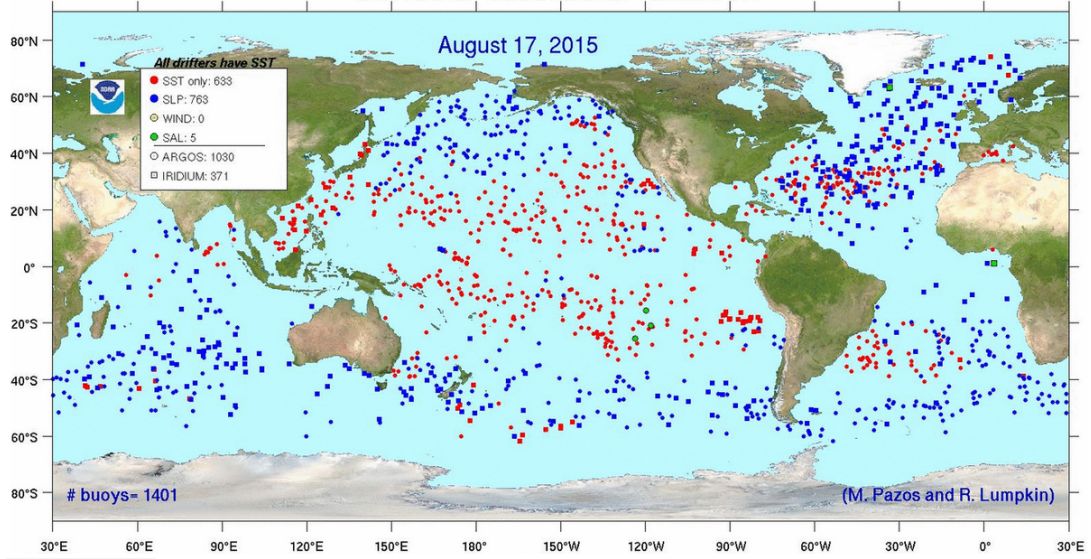 August 17, 2015
All drifters have SST
SST only: 633
SLP: 763
WIND: 0
SAL: 5
ARGOS: 1030
IRIDIUM: 371
80°N
60°N
40°N
20°N
0°
20°S
40°S
60°S
80°S
# buoys= 1401
(M. Pazos and R. Lumpkin)
30°E 60°E 90°E 120°E 150°E 180° 150°W 120°W 90°W 60°W 30°W 0° 30°E